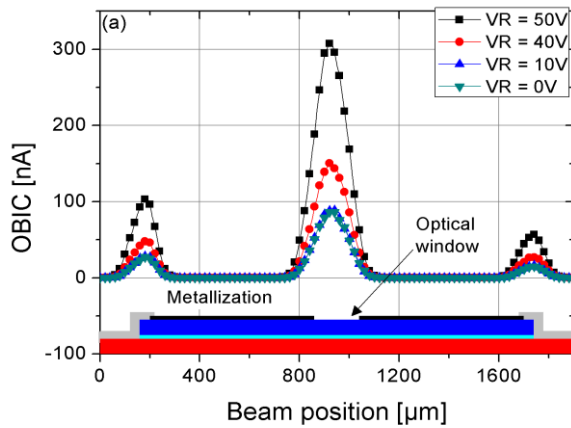 (a)
VR = 50V
VR = 40V
VR = 10V
VR = 0V
300
200
100
0
-100
OBIC [nA]
Optical
window
Metallization
0 400 800 1200 1600
Beam position [µm]